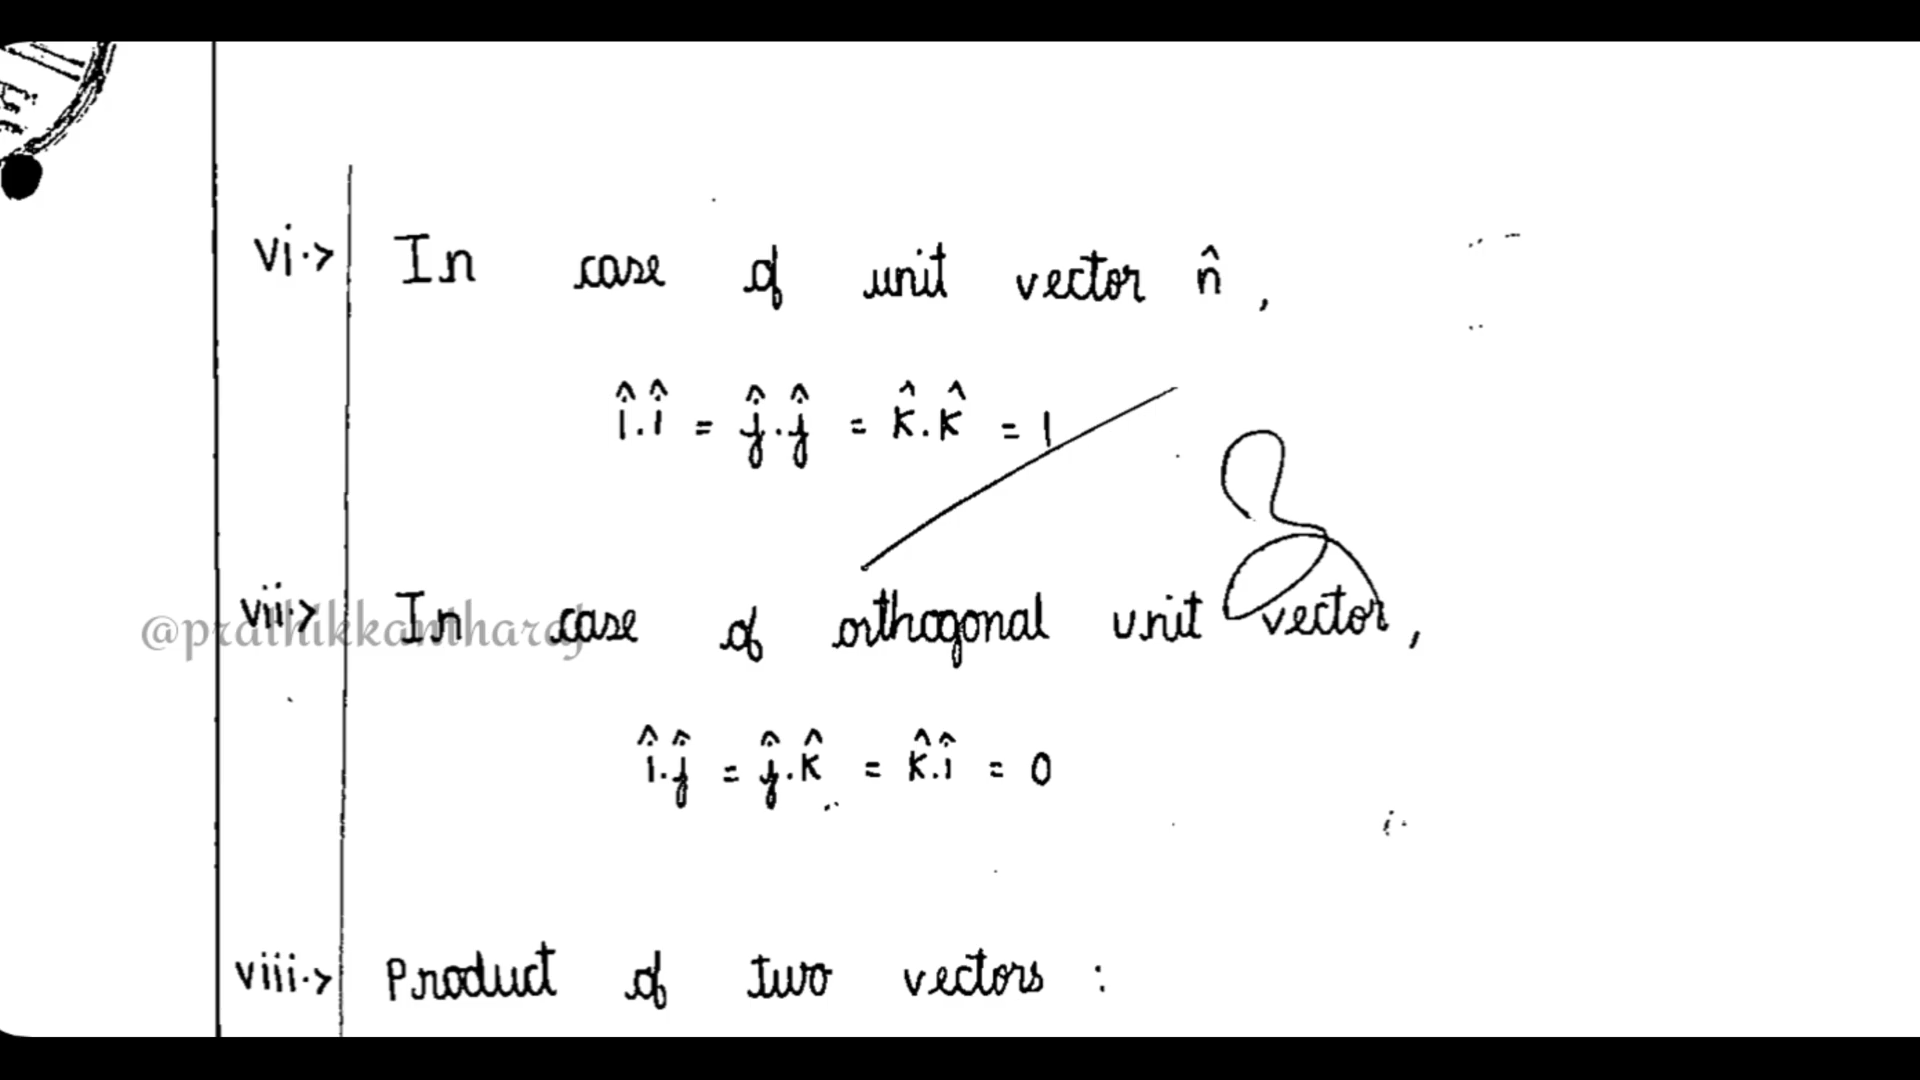 vi.> In case of unit vector n̂ ,
î.î = ĵ.ĵ = k̂.k̂ = 1
vii.> In case of orthogonal unit vector ,
@prathikkantharaj
î.ĵ = ĵ.k̂ = k̂.î = 0
viii.> Product of two vectors :